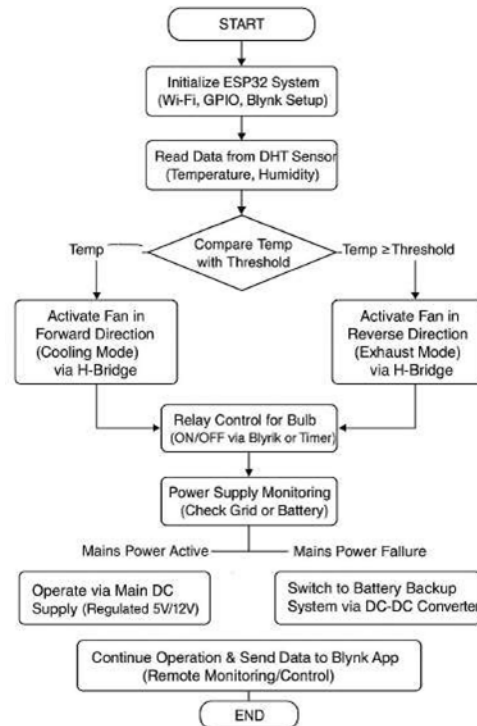 START
Initialize ESP32 System
(Wi-Fi, GPIO, Blynk Setup)
Read Data from DHT Sensor
(Temperature, Humidity)
Compare Temp
with Threshold
Temp
Temp ≥ Threshold
Activate Fan in
Forward Direction
(Cooling Mode)
via H-Bridge
Activate Fan in
Reverse Direction
(Exhaust Mode)
via H-Bridge
Relay Control for Bulb
(ON/OFF via Blyrik or Timer)
Power Supply Monitoring
(Check Grid or Battery)
Mains Power Active
Mains Power Failure
Operate via Main DC
Supply (Regulated 5V/12V)
Switch to Battery Backup
System via DC-DC Converter
Continue Operation & Send Data to Blynk App
(Remote Monitoring/Control)
END